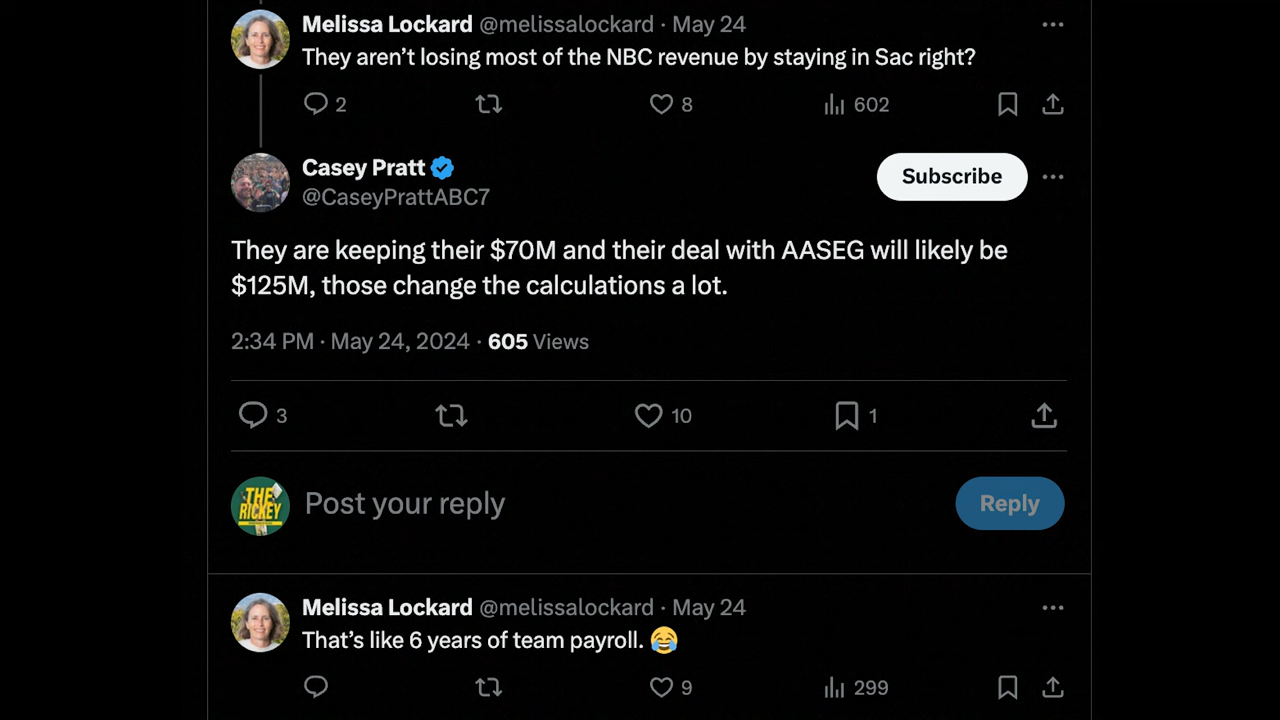 Melissa Lockard @melissalockard · May 24
They aren’t losing most of the NBC revenue by staying in Sac right?
2 8 602
Casey Pratt
Subscribe
@CaseyPrattABC7
They are keeping their $70M and their deal with AASEG will likely be
$125M, those change the calculations a lot.
2:34 PM · May 24, 2024 · 605 Views
3 10 1
THE
RICKEY
Post your reply
Reply
Melissa Lockard @melissalockard · May 24
That’s like 6 years of team payroll. 😂
9 299